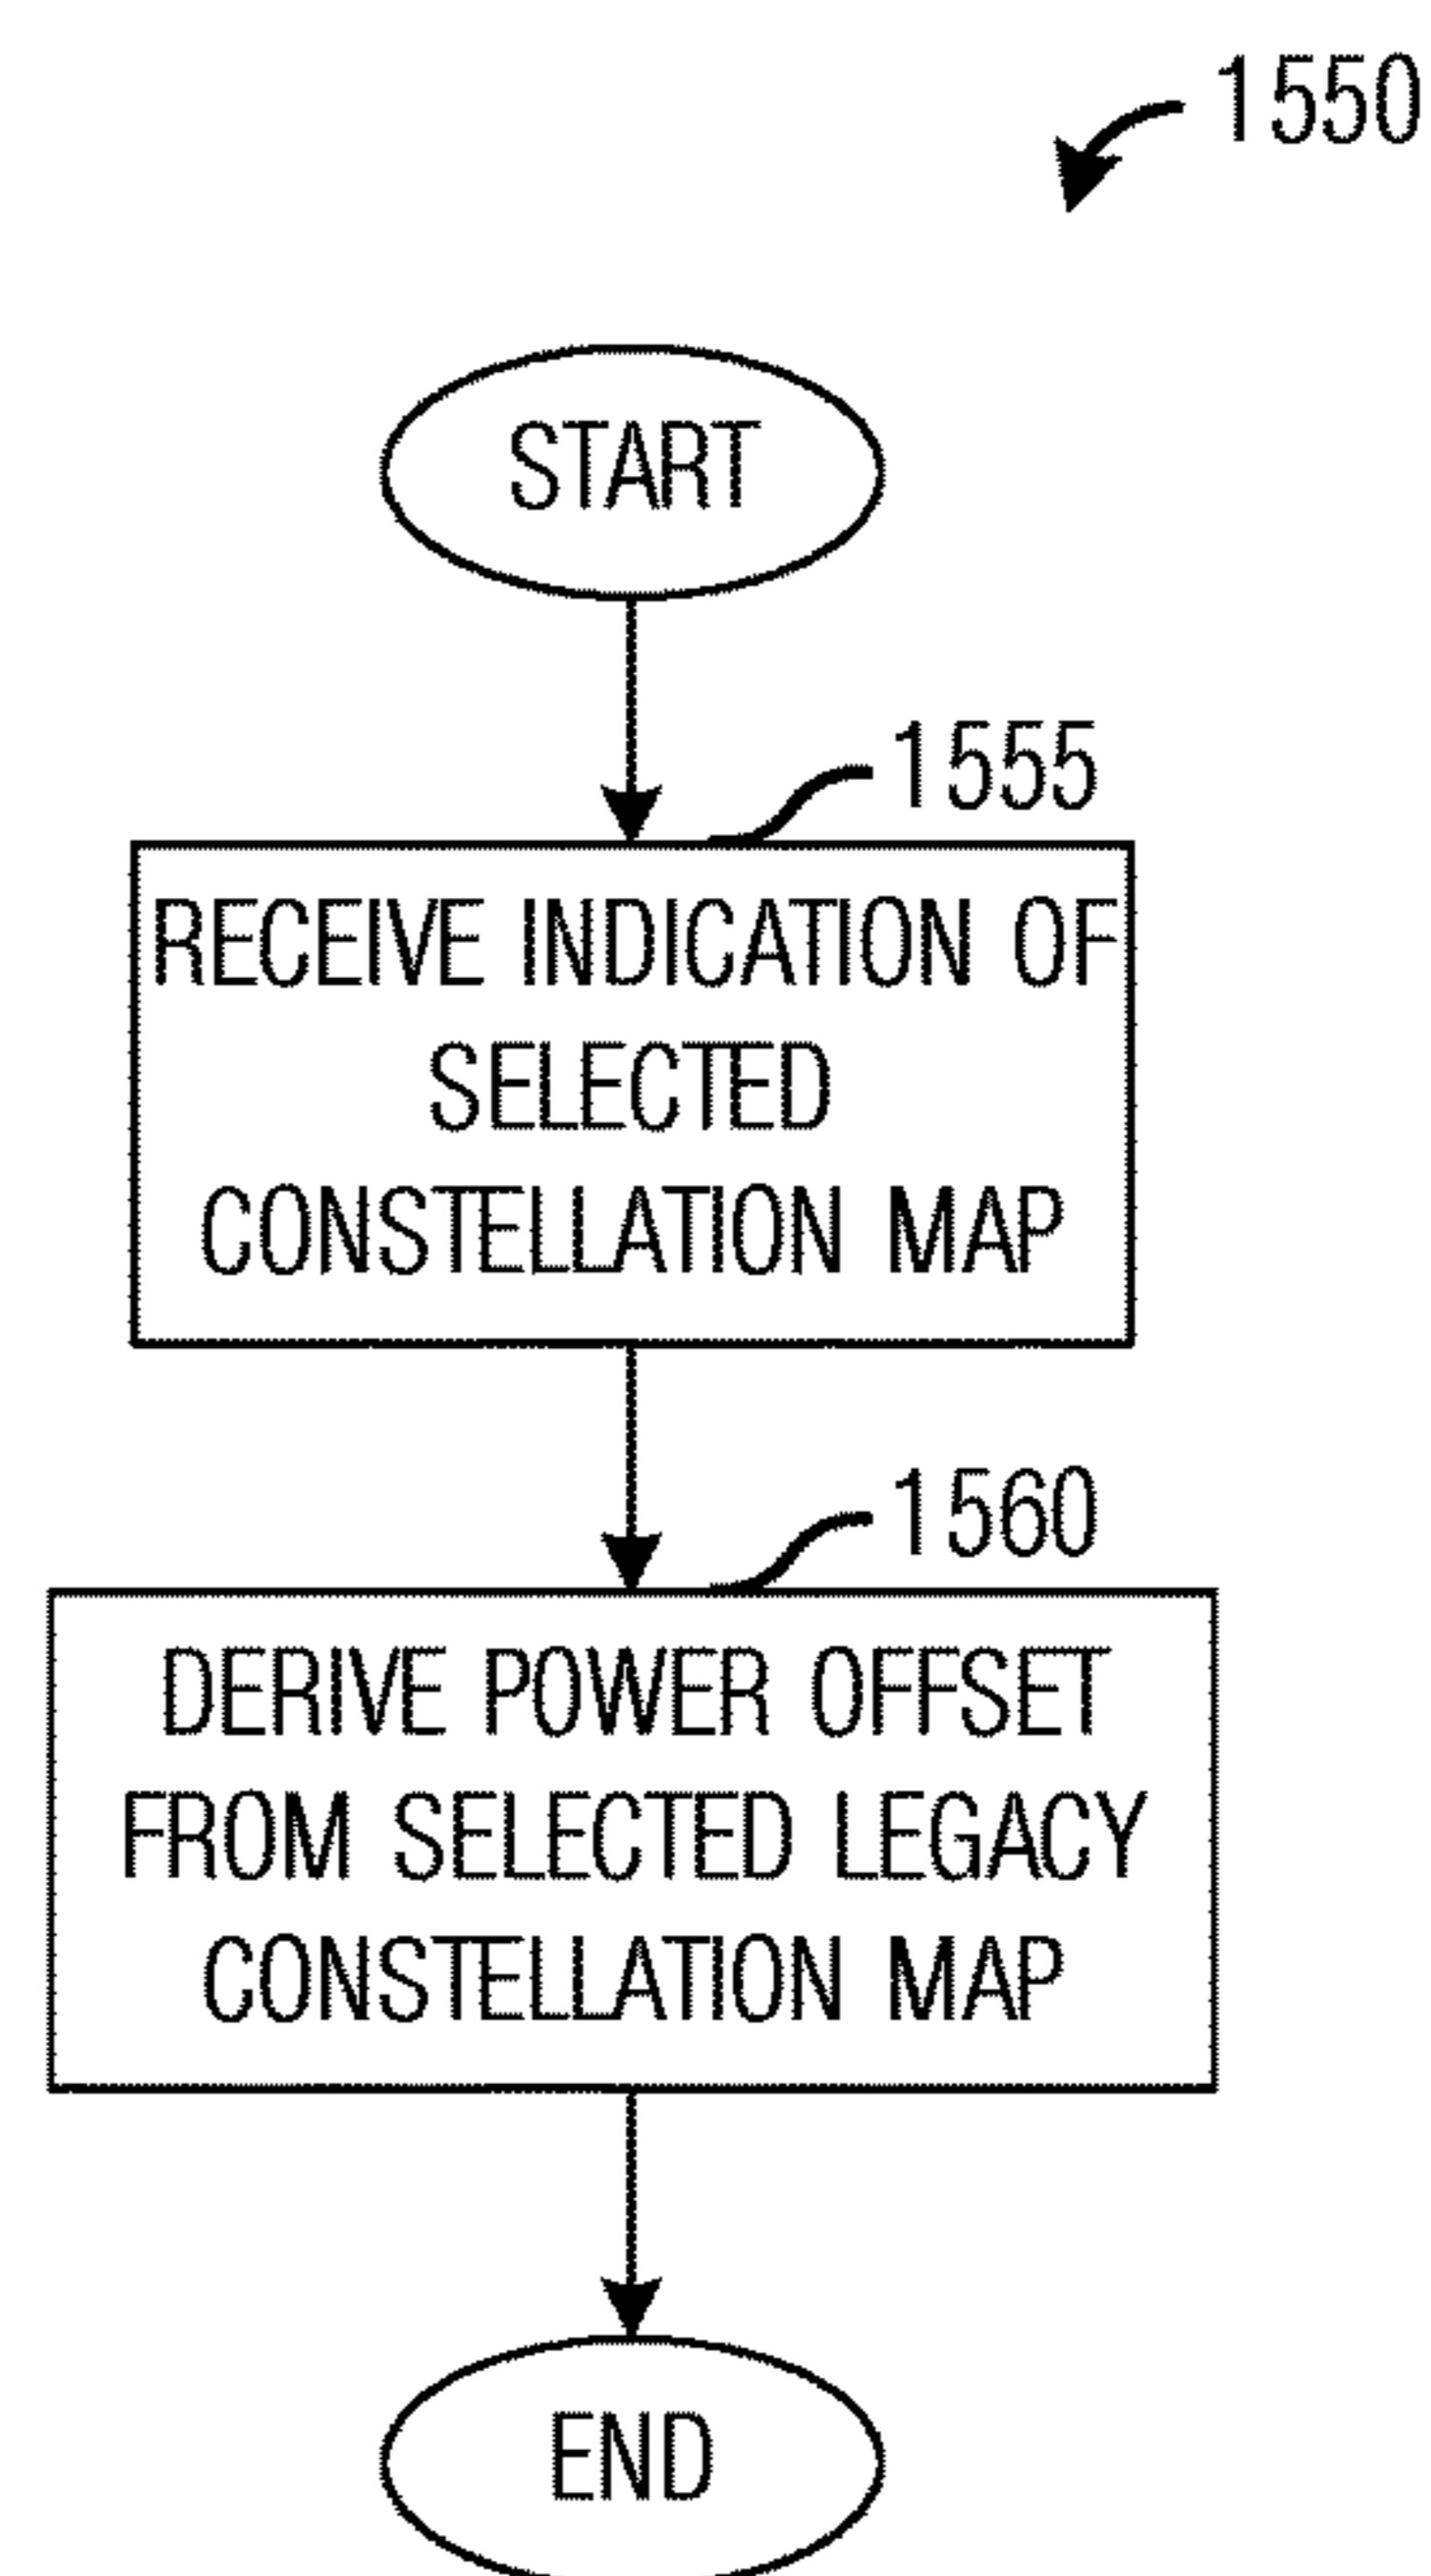 1550
START
1555
RECEIVE INDICATION OF
SELECTED
CONSTELLATION MAP
1560
DERIVE POWER OFFSET
FROM SELECTED LEGACY
CONSTELLATION MAP
END